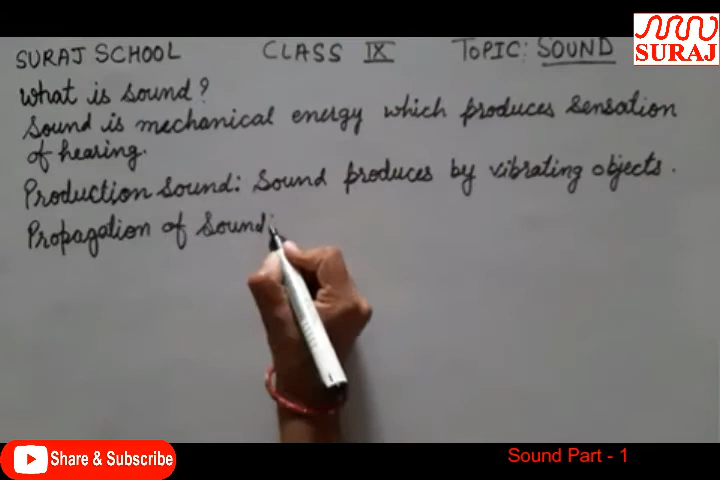 SURAJ SCHOOL CLASS IX TOPIC: SOUND
SURAJ
What is sound?
Sound is mechanical energy which produces sensation
of hearing.
Production sound: Sound produces by vibrating objects.
Propagation of Sound:
Share & Subscribe
Sound Part - 1